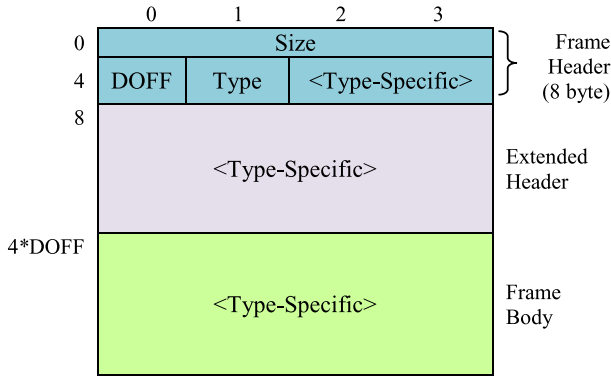 0 1 2 3
0 Size Frame
Header
(8 byte)
4 DOFF Type <Type-Specific>
8
<Type-Specific> Extended
Header
4*DOFF
<Type-Specific> Frame
Body